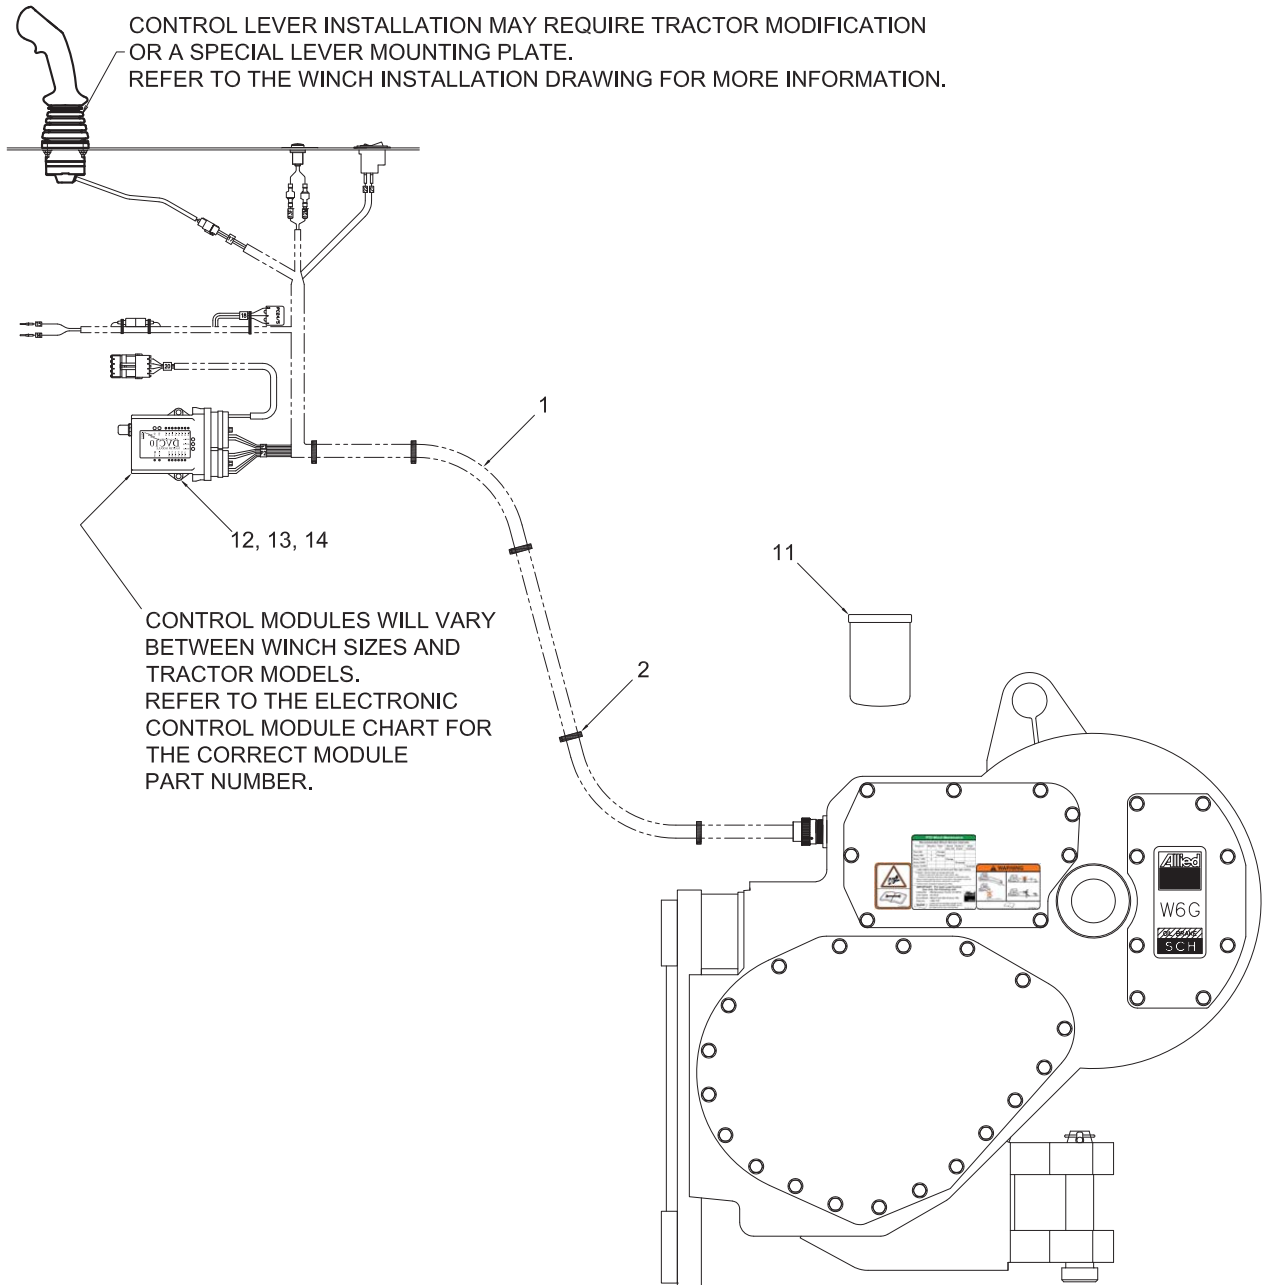 CONTROL LEVER INSTALLATION MAY REQUIRE TRACTOR MODIFICATION
OR A SPECIAL LEVER MOUNTING PLATE.
REFER TO THE WINCH INSTALLATION DRAWING FOR MORE INFORMATION.
1
12, 13, 14
11
CONTROL MODULES WILL VARY
BETWEEN WINCH SIZES AND
TRACTOR MODELS.
REFER TO THE ELECTRONIC
CONTROL MODULE CHART FOR
THE CORRECT MODULE
PART NUMBER.
2
WARNING
Allied
W6G
OIL BRAKE
SCH